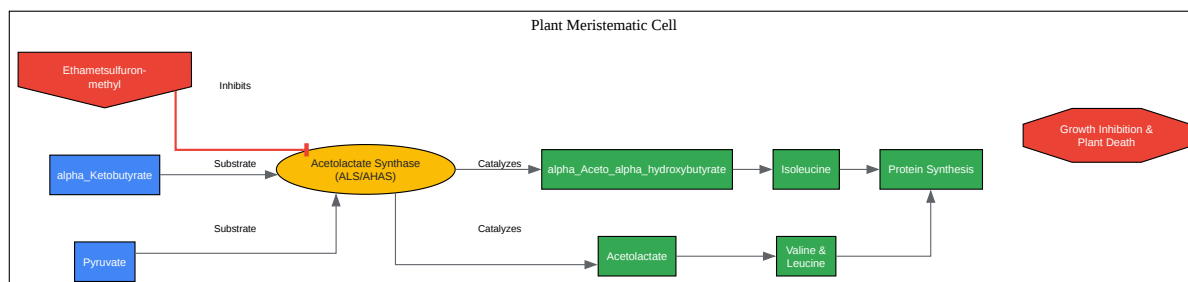 Plant Meristematic Cell
Ethametsulfuron-
methyl
Inhibits
Growth Inhibition &
Plant Death
alpha_Ketobutyrate
Substrate
Acetolactate Synthase
(ALS/AHAS)
Catalyzes
alpha_Aceto_alpha_hydroxybutyrate
Isoleucine
Protein Synthesis
Pyruvate
Substrate
Catalyzes
Acetolactate
Valine &
Leucine